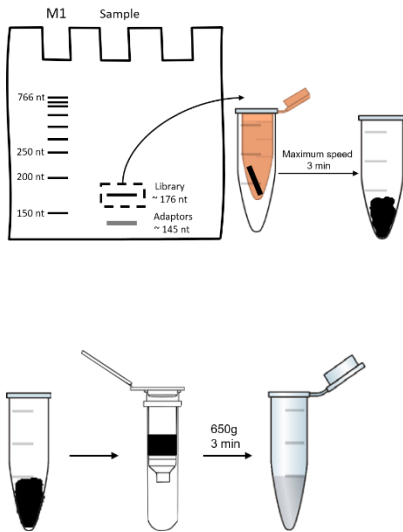 M1
Sample
766 nt
250 nt
200 nt
150 nt
Library
~ 176 nt
Adaptors
~ 145 nt
Maximum speed
3 min
650g
3 min